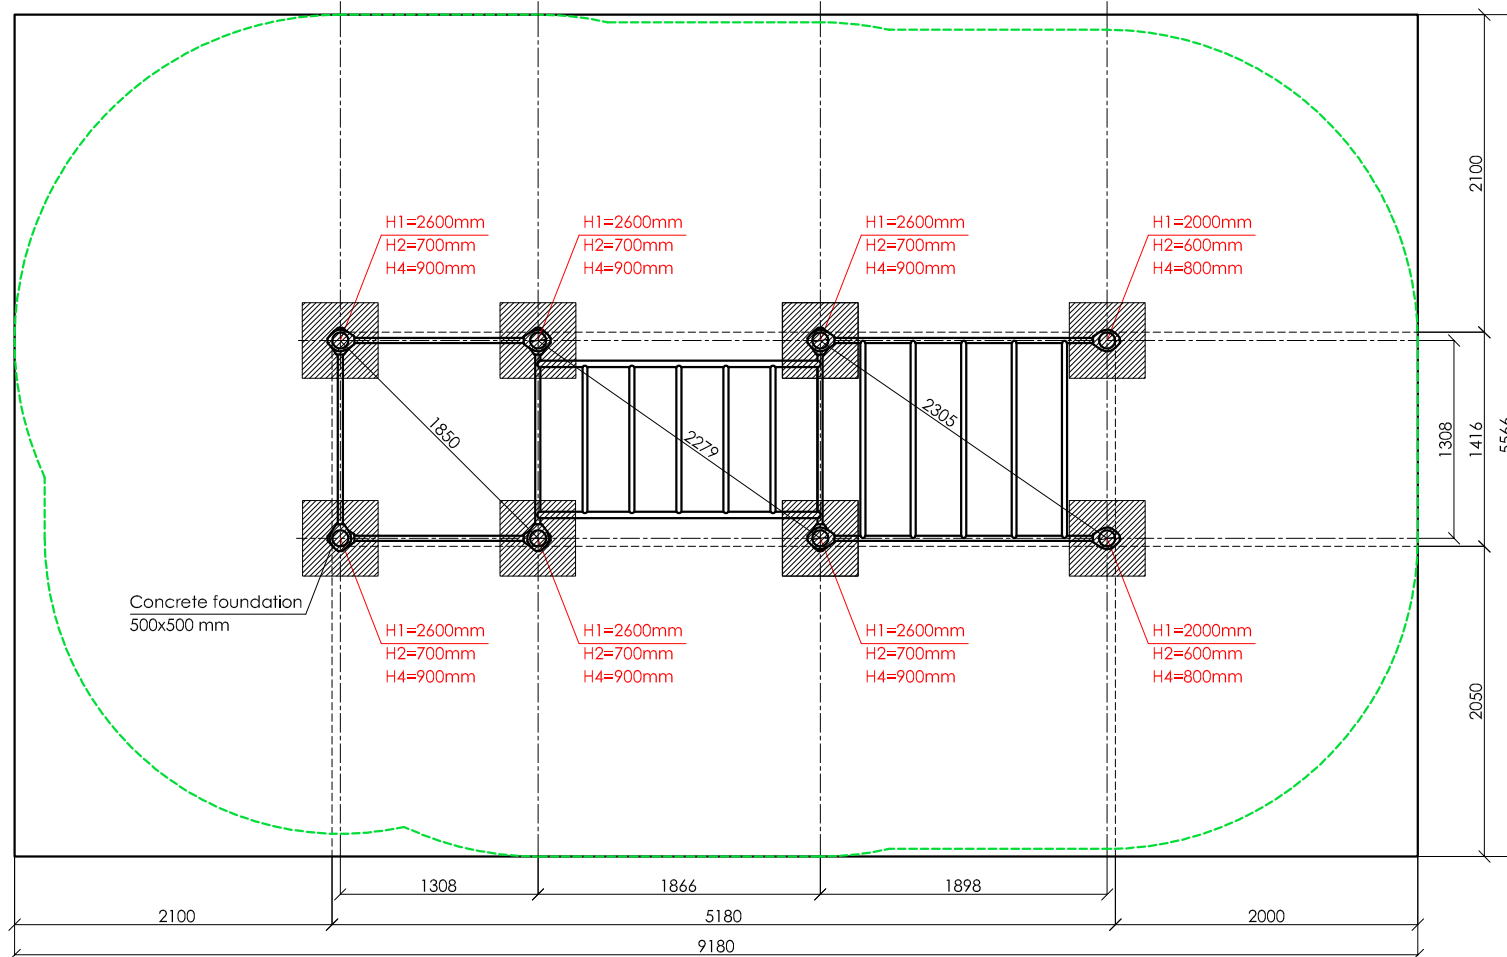 H1=2600mm
H2=700mm
H4=900mm
H1=2600mm
H2=700mm
H4=900mm
H1=2600mm
H2=700mm
H4=900mm
H1=2000mm
H2=600mm
H4=800mm
2100
1850
2279
2305
1308
1416
5566
Concrete foundation
500x500 mm
H1=2600mm
H2=700mm
H4=900mm
H1=2600mm
H2=700mm
H4=900mm
H1=2600mm
H2=700mm
H4=900mm
H1=2000mm
H2=600mm
H4=800mm
2050
1308
1866
1898
2100
5180
2000
9180